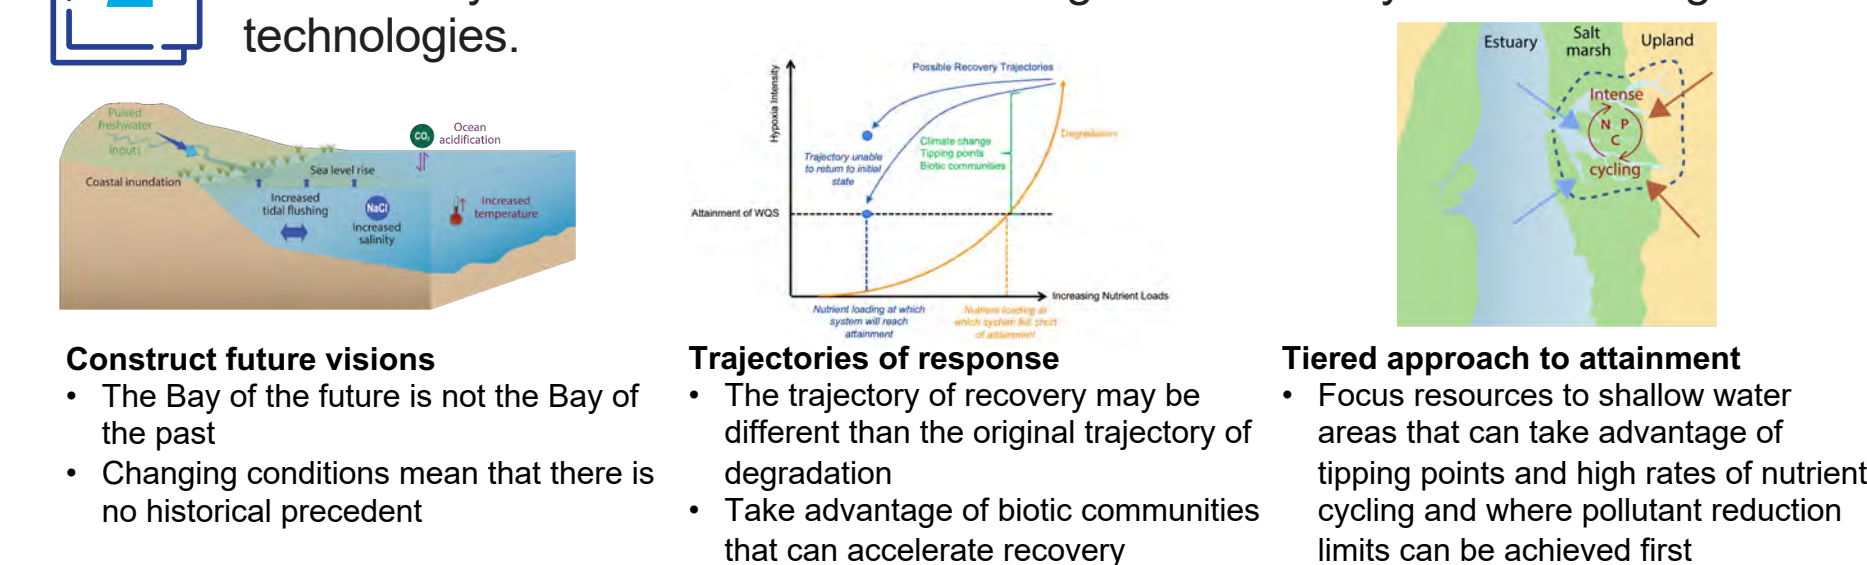 technologies.
Pulsed
freshwater
inputs
Coastal inundation
Sea level rise
Increased
tidal flushing
NaCl
Increased
salinity
CO₂
Ocean
acidification
Increased
temperature
Construct future visions
• The Bay of the future is not the Bay of
the past
• Changing conditions mean that there is
no historical precedent
Hypoxia Intensity
Possible Recovery Trajectories
Degradation
Climate change
Tipping points
Biotic communities
Trajectory unable
to return to initial
state
Attainment of WQS
Increasing Nutrient Loads
Nutrient loading at which
system will reach
attainment
Nutrient loading at
which system fell short
of attainment
Trajectories of response
• The trajectory of recovery may be
different than the original trajectory of
degradation
• Take advantage of biotic communities
that can accelerate recovery
Estuary
Salt
marsh
Upland
Intense
N P
C
cycling
Tiered approach to attainment
• Focus resources to shallow water
areas that can take advantage of
tipping points and high rates of nutrient
cycling and where pollutant reduction
limits can be achieved first